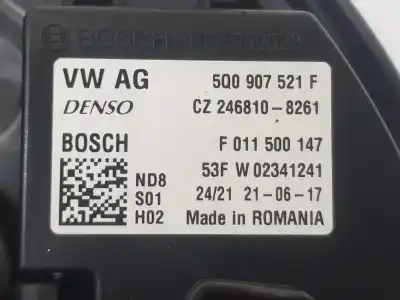 BOSCH
VW AG 5Q0 907 521 F
DENSO CZ 246810-8261
BOSCH F 011 500 147
53F W 02341241
ND8
S01 24/21 21-06-17
H02 Made in ROMANIA